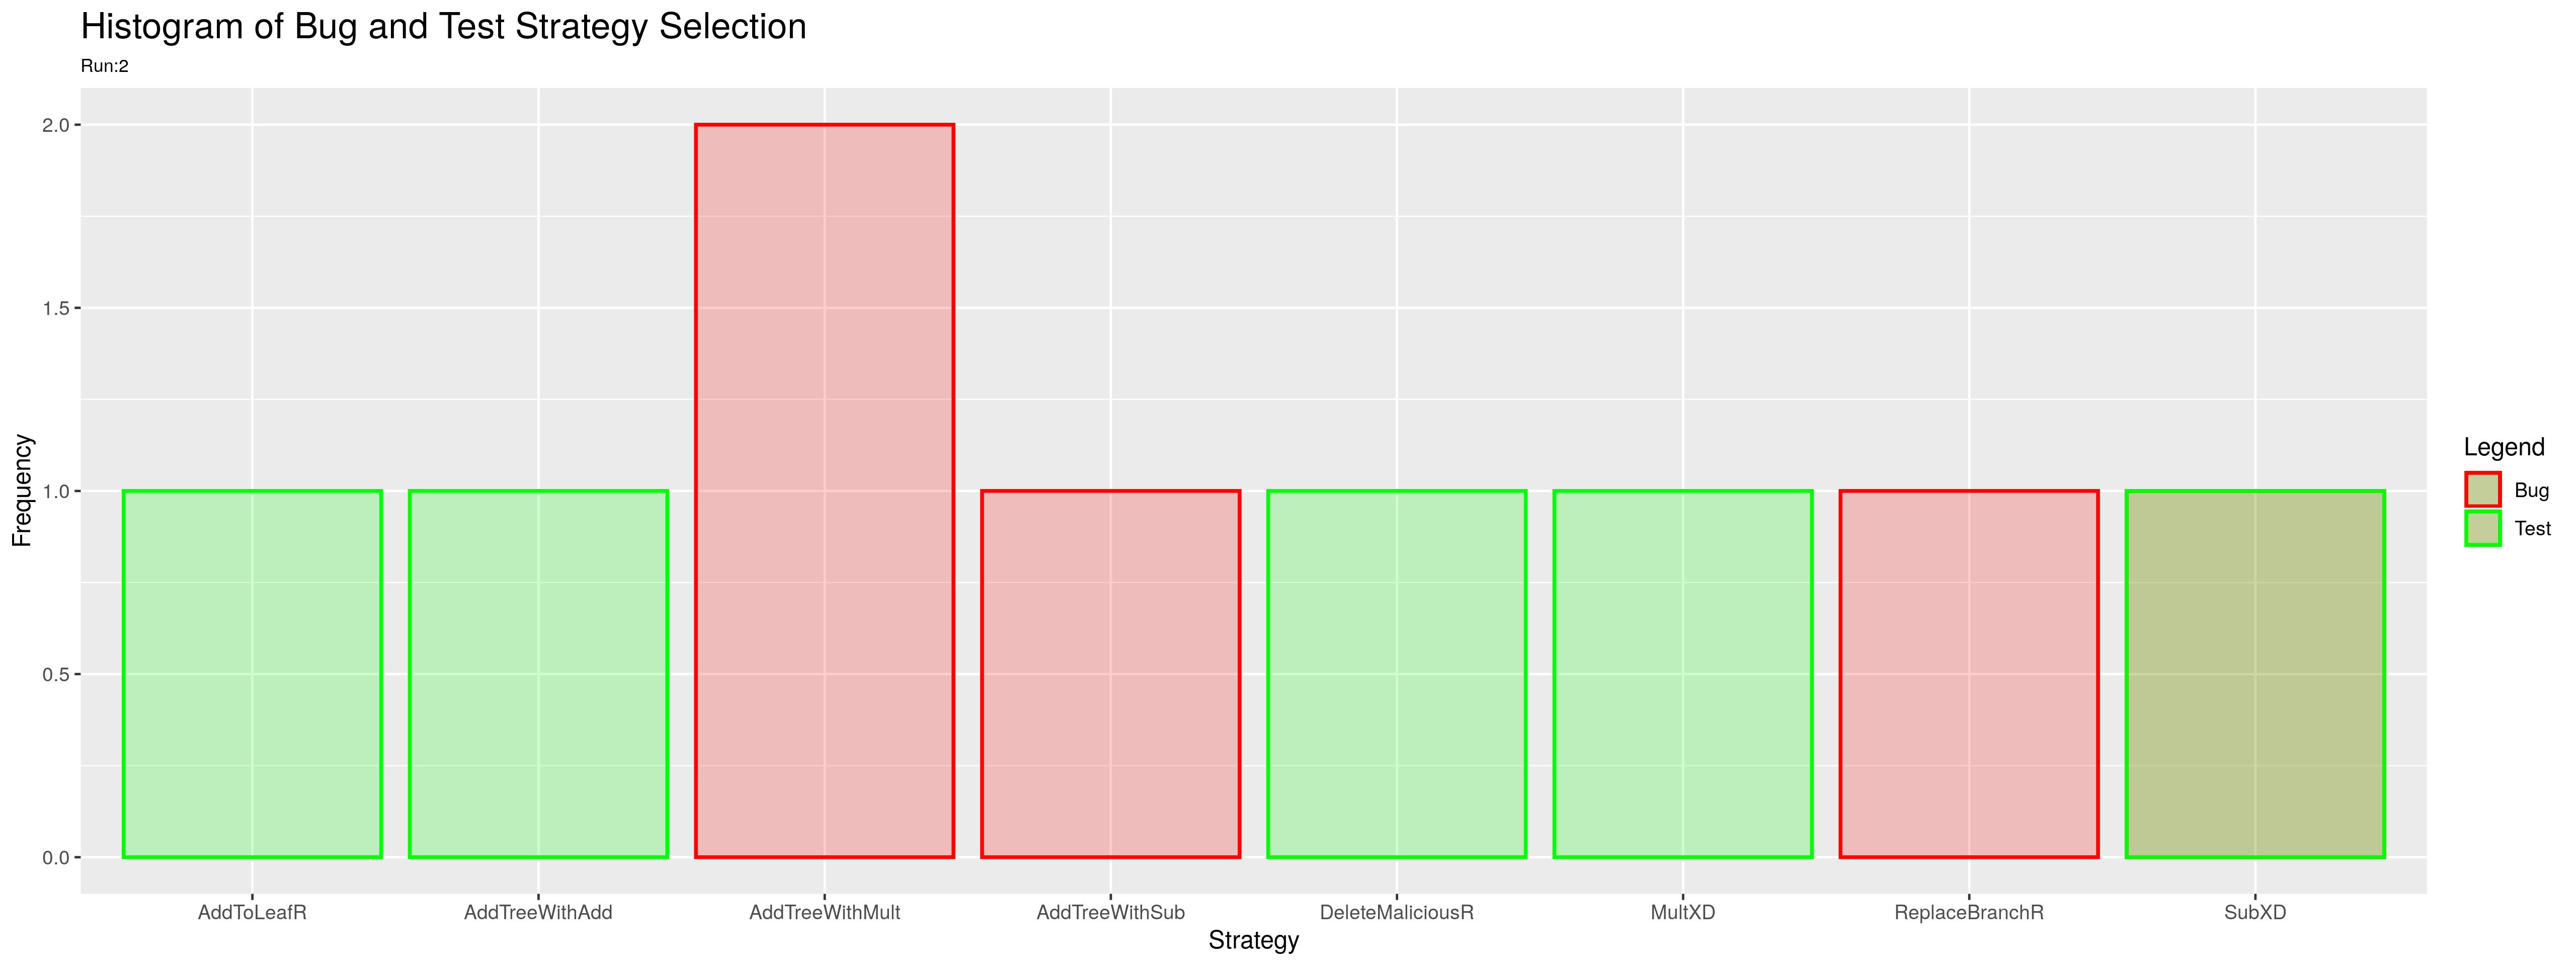 Histogram of Bug and Test Strategy Selection
Run:2
Frequency
2.0
1.5
1.0
0.5
0.0
AddToLeafR AddTreeWithAdd AddTreeWithMult AddTreeWithSub DeleteMaliciousR MultXD ReplaceBranchR SubXD
Strategy
Legend
Bug
Test